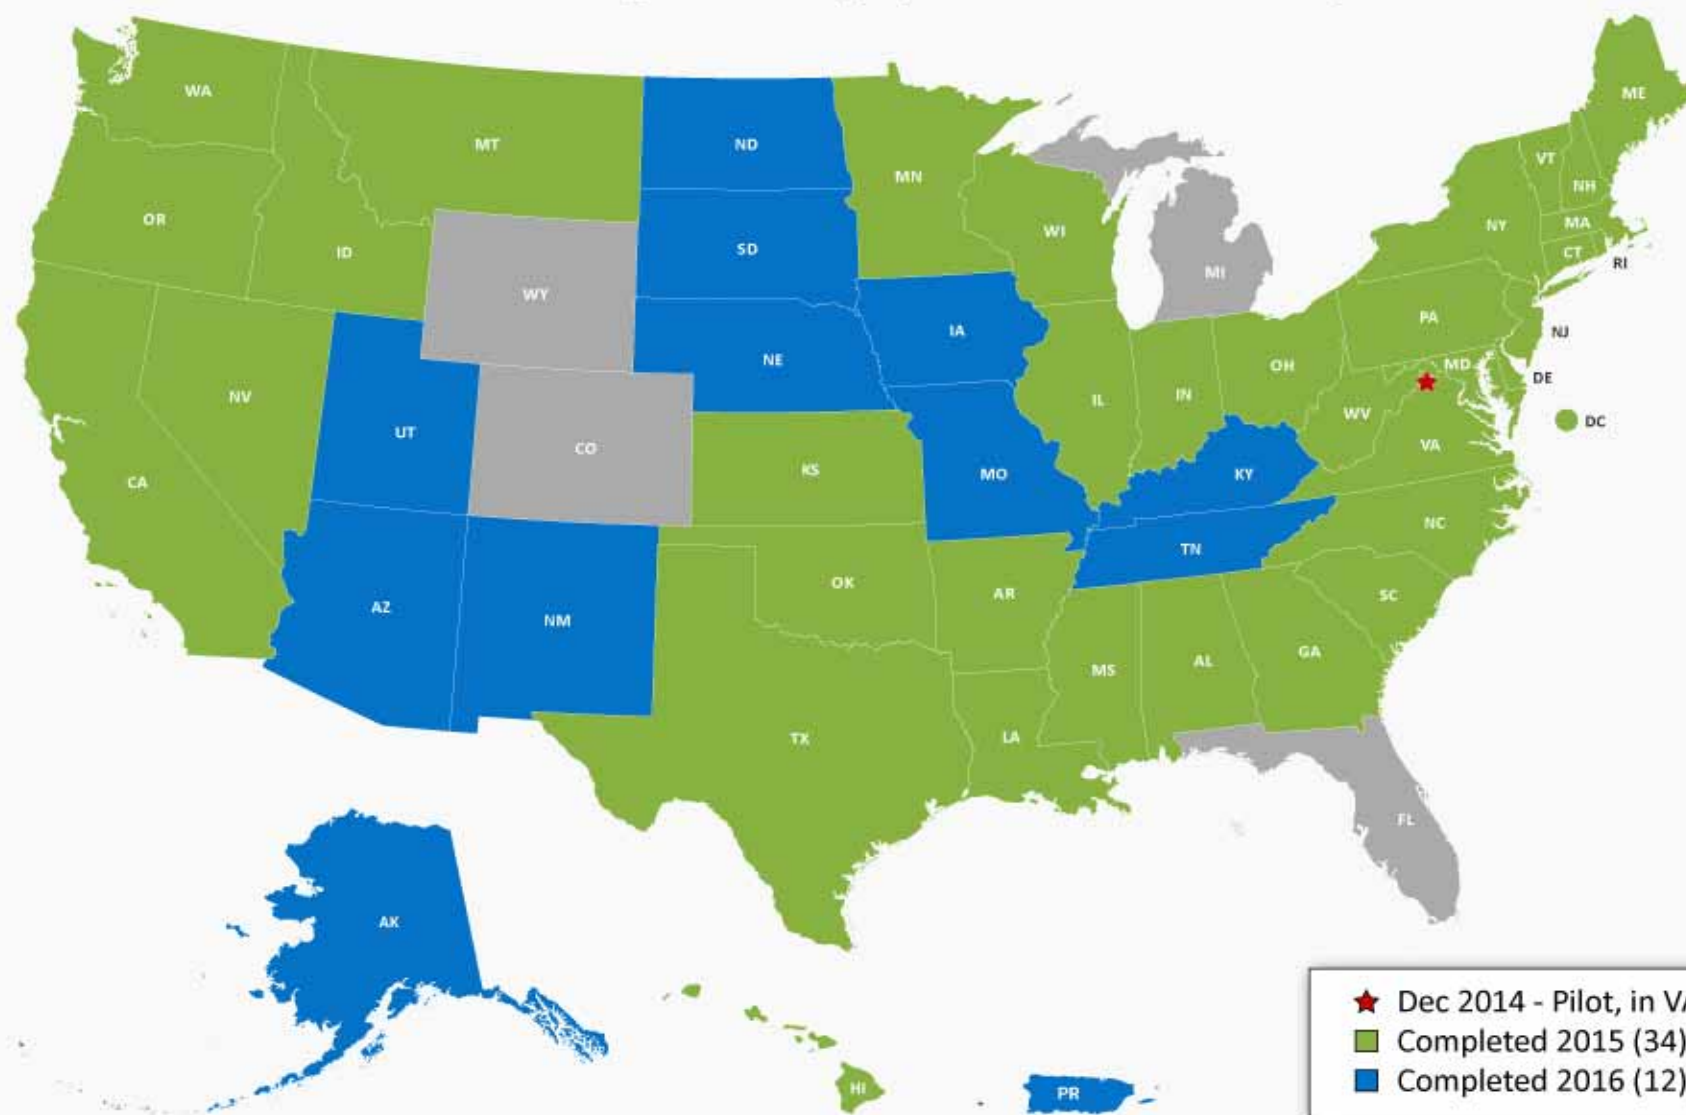 WA
MT
ND
MN
ME
VT
NH
OR
ID
SD
WI
NY
MA
CT
RI
WY
MI
IA
PA
NJ
NE
OH
MD
DE
NV
UT
CO
IL
IN
WV
DC
VA
CA
KS
MO
KY
NC
TN
AZ
NM
OK
AR
SC
MS
AL
GA
TX
LA
FL
AK
HI
PR
Dec 2014 - Pilot, in VA
Completed 2015 (34)
Completed 2016 (12)